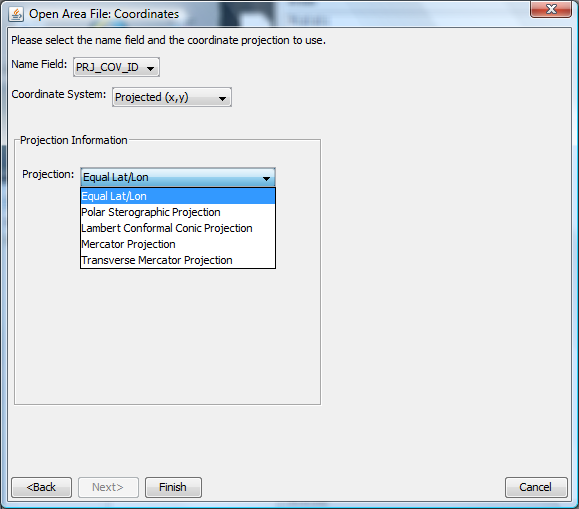 Open Area File: Coordinates
Please select the name field and the coordinate projection to use.
Name Field: PRJ_COV_ID
Coordinate System: Projected (x,y)
Projection Information
Projection: Equal Lat/Lon
Equal Lat/Lon
Polar Sterographic Projection
Lambert Conformal Conic Projection
Mercator Projection
Transverse Mercator Projection
<Back Next> Finish Cancel